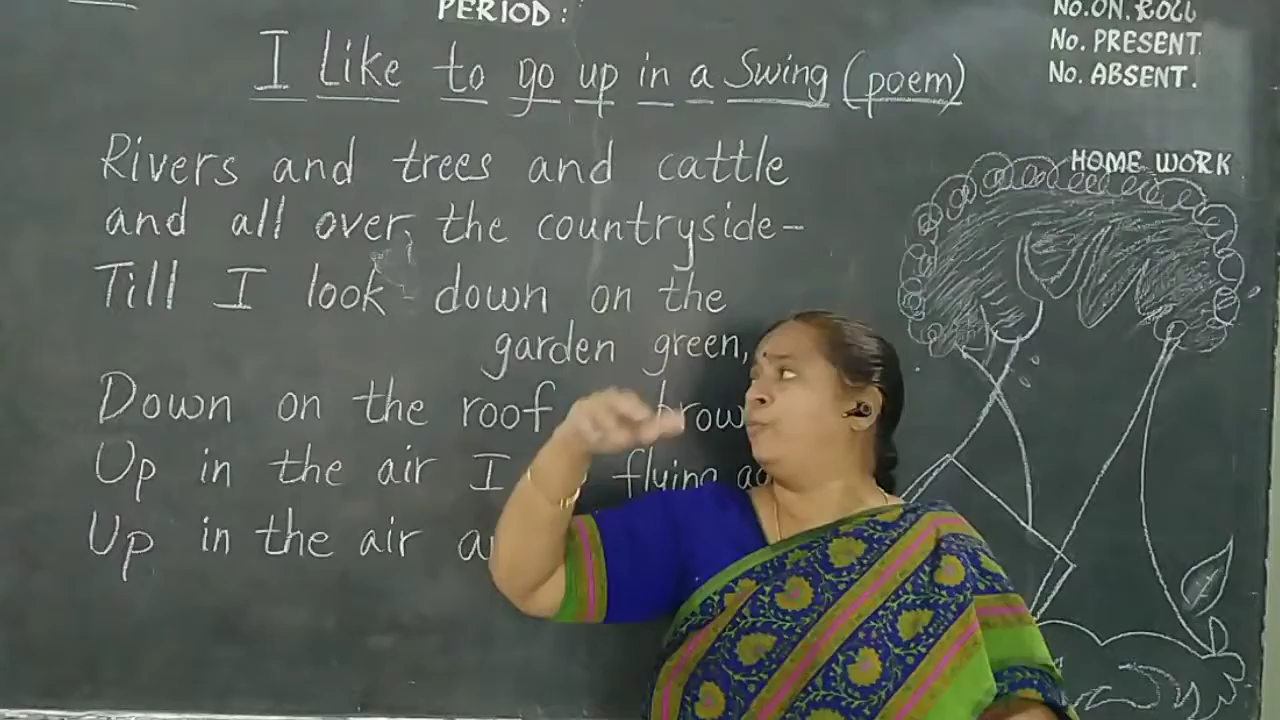 PERIOD :
No. ON. ROLL
No. PRESENT.
No. ABSENT.
I Like to go up in a Swing (poem)
HOME WORK
Rivers and trees and cattle
and all over the countryside-
Till I look down on the
garden green,
Down on the roof
Up in the air I flying
Up in the air